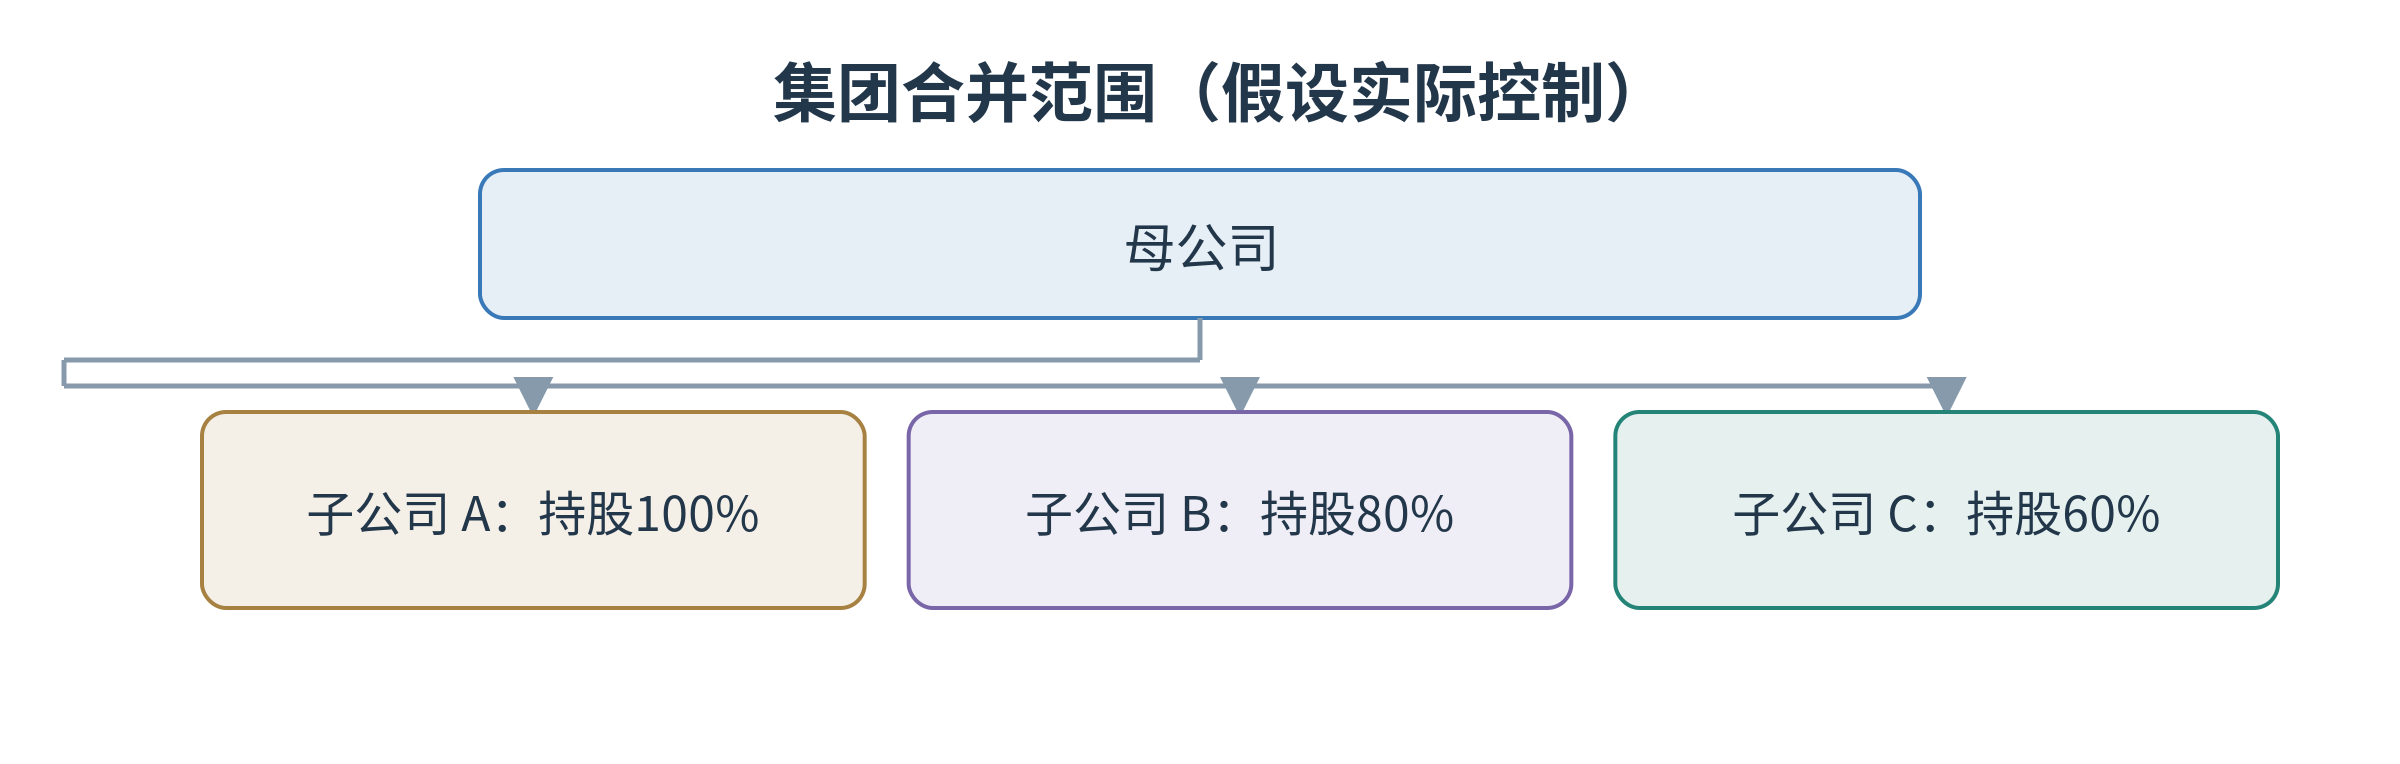 集团合并范围（假设实际控制）
母公司
子公司 A：持股100%
子公司 B：持股80%
子公司 C：持股60%